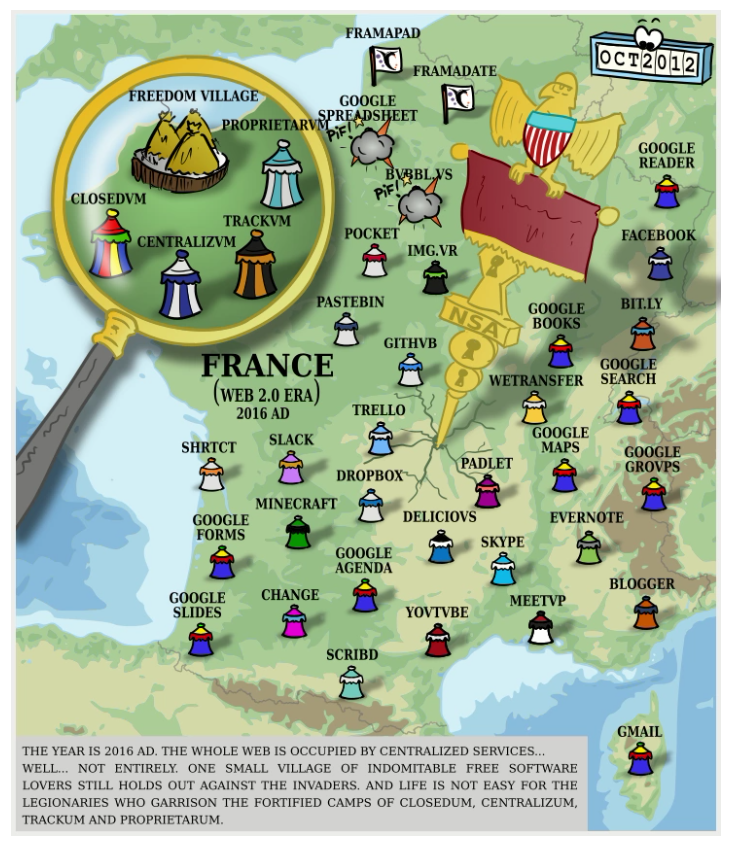 FRAMAPAD
FRAMADATE
OCT2012
FREEDOM VILLAGE
GOOGLE
SPREADSHEET
PROPRIETARVM
PIF!
GOOGLE
READER
BVBBL.VS
PIF!
CLOSEDVM
TRACKVM
CENTRALIZVM
POCKET
IMG.VR
FACEBOOK
PASTEBIN
NSA
GOOGLE
BOOKS
BIT.LY
GITHVB
FRANCE
(WEB 2.0 ERA)
2016 AD
WETRANSFER
GOOGLE
SEARCH
TRELLO
SHRTCT
SLACK
GOOGLE
MAPS
GOOGLE
GROVPS
DROPBOX
PADLET
MINECRAFT
DELICIOVS
EVERNOTE
GOOGLE
FORMS
SKYPE
GOOGLE
AGENDA
BLOGGER
GOOGLE
SLIDES
CHANGE
YOVTVBE
MEETVP
SCRIBD
GMAIL
THE YEAR IS 2016 AD. THE WHOLE WEB IS OCCUPIED BY CENTRALIZED SERVICES...
WELL... NOT ENTIRELY. ONE SMALL VILLAGE OF INDOMITABLE FREE SOFTWARE
LOVERS STILL HOLDS OUT AGAINST THE INVADERS. AND LIFE IS NOT EASY FOR THE
LEGIONARIES WHO GARRISON THE FORTIFIED CAMPS OF CLOSEDUM, CENTRALIZUM,
TRACKUM AND PROPRIETARUM.